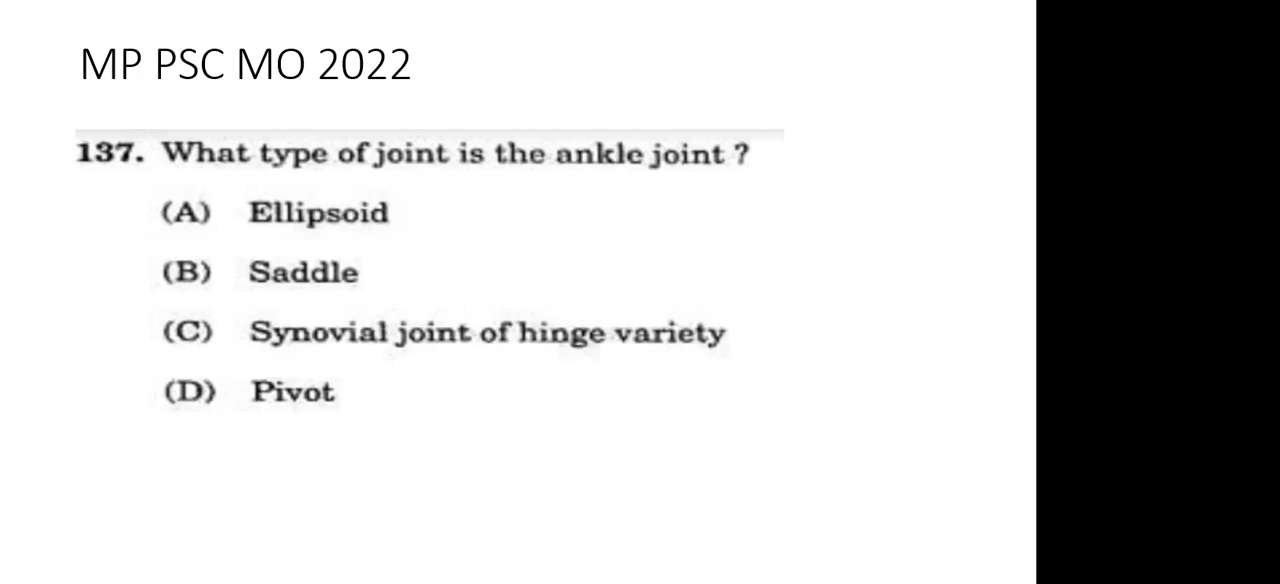 MP PSC MO 2022
137. What type of joint is the ankle joint ?
(A) Ellipsoid
(B) Saddle
(C) Synovial joint of hinge variety
(D) Pivot